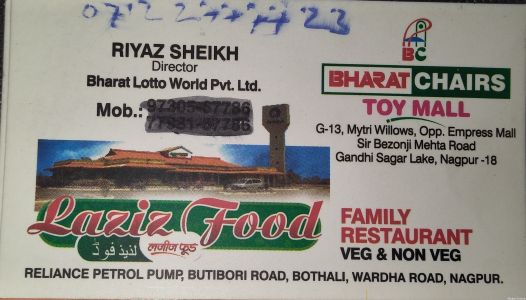 RIYAZ SHEIKH
Director
Bharat Lotto World Pvt. Ltd.
Mob.:
BC
BHARAT CHAIRS
TOY MALL
G-13, Mytri Willows, Opp. Empress Mall
Sir Bezonji Mehta Road
Gandhi Sagar Lake, Nagpur -18
Laziz Food
لذیذ فوڈ
लजीज फूड
FAMILY
RESTAURANT
VEG & NON VEG
RELIANCE PETROL PUMP, BUTIBORI ROAD, BOTHALI, WARDHA ROAD, NAGPUR.